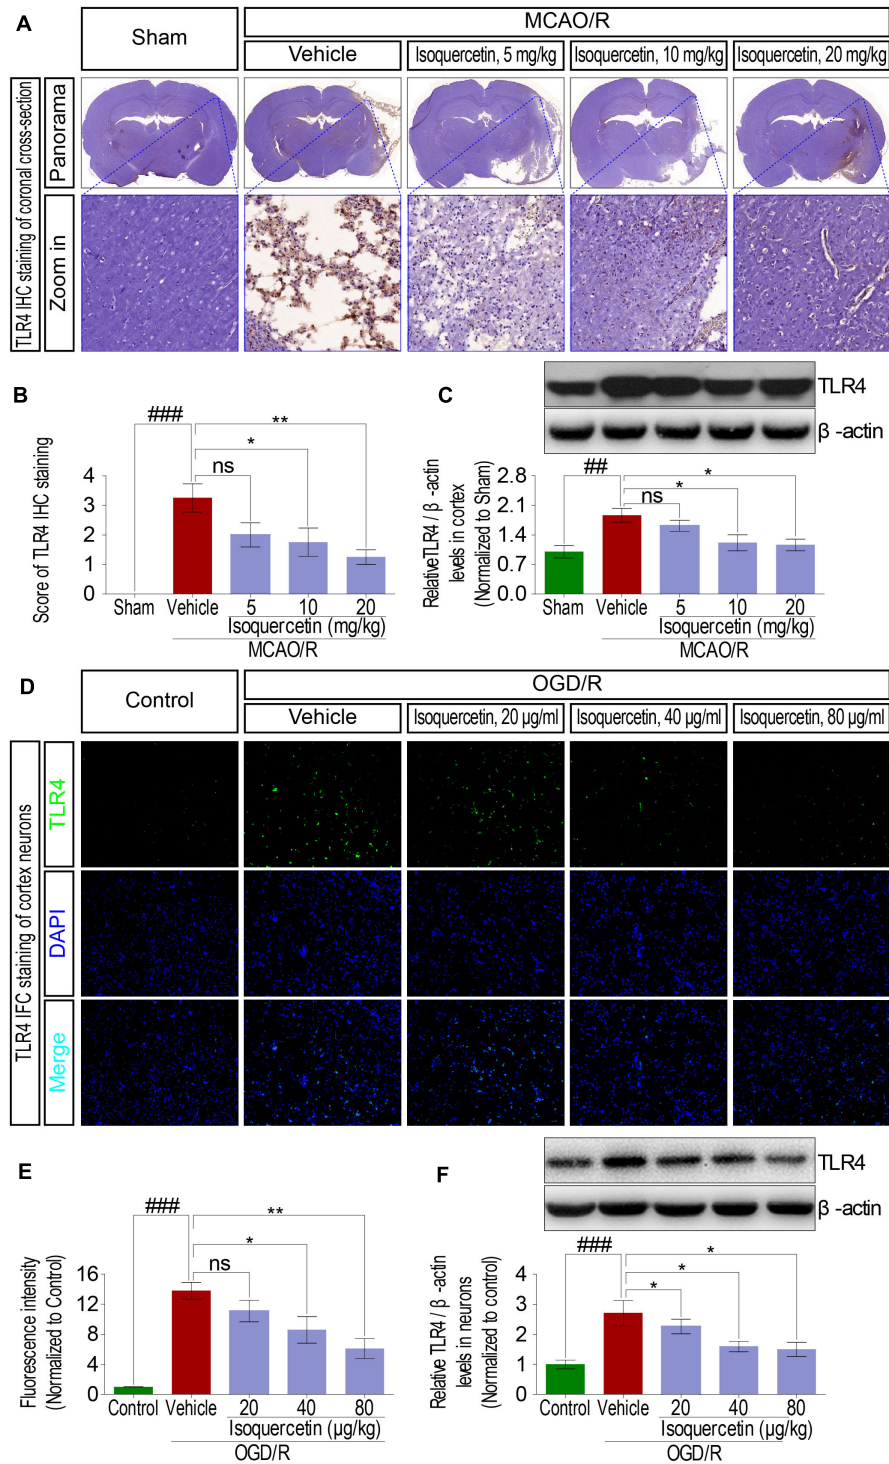 A
Sham
MCAO/R
Vehicle
Isoquercetin, 5 mg/kg
Isoquercetin, 10 mg/kg
Isoquercetin, 20 mg/kg
TLR4 IHC staining of coronal cross-section
Panorama
Zoom in
B
Score of TLR4 IHC staining
###
**
*
ns
4
3
2
1
0
Sham Vehicle 5 10 20
Isoquercetin (mg/kg)
MCAO/R
C
TLR4
β -actin
Relative TLR4 / β -actin
levels in cortex
(Normalized to Sham)
##
*
*
ns
2.8
2.1
1.4
0.7
0.0
Sham Vehicle 5 10 20
Isoquercetin (mg/kg)
MCAO/R
D
Control
OGD/R
Vehicle
Isoquercetin, 20 μg/ml
Isoquercetin, 40 μg/ml
Isoquercetin, 80 μg/ml
TLR4 IFC staining of cortex neurons
TLR4
DAPI
Merge
E
Fluorescence intensity
(Normalized to Control)
###
**
*
ns
16
12
8
4
0
Control Vehicle 20 40 80
Isoquercetin (μg/kg)
OGD/R
F
TLR4
β -actin
Relative TLR4 / β -actin
levels in neurons
(Normalized to control)
###
*
*
*
4
3
2
1
0
Control Vehicle 20 40 80
Isoquercetin (μg/kg)
OGD/R